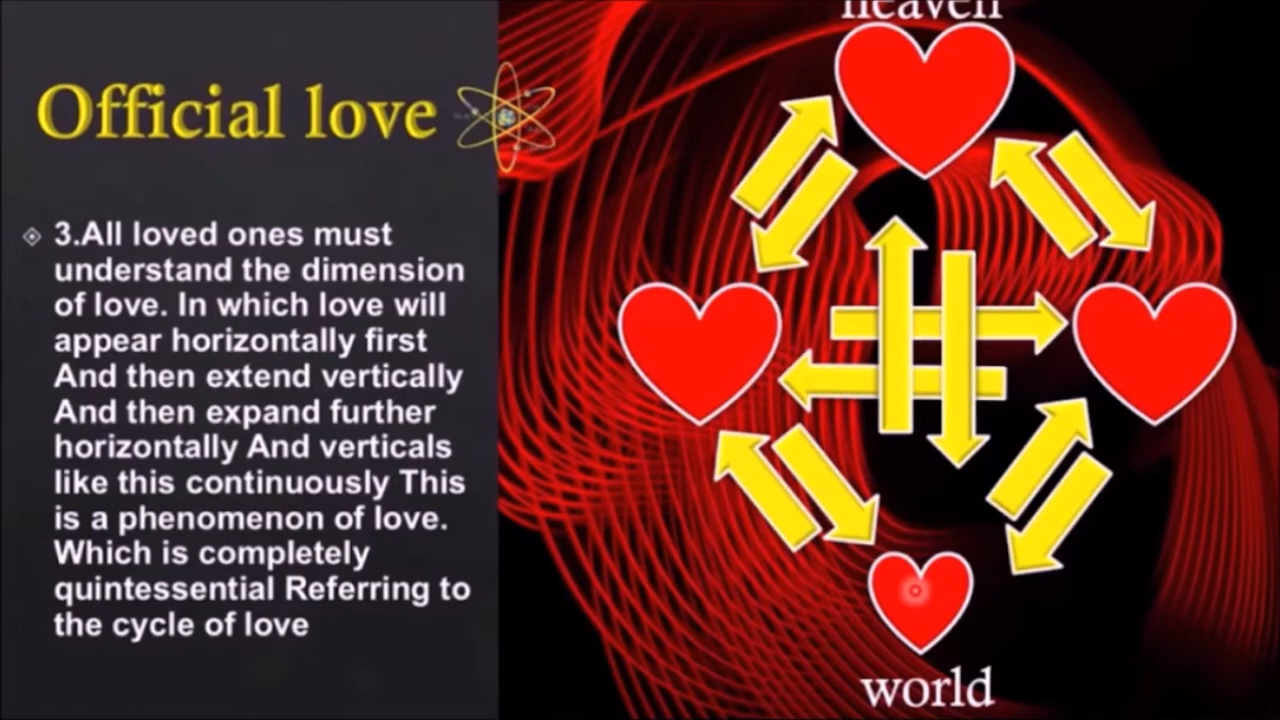 heaven
Official love
3.All loved ones must
understand the dimension
of love. In which love will
appear horizontally first
And then extend vertically
And then expand further
horizontally And verticals
like this continuously This
is a phenomenon of love.
Which is completely
quintessential Referring to
the cycle of love
world